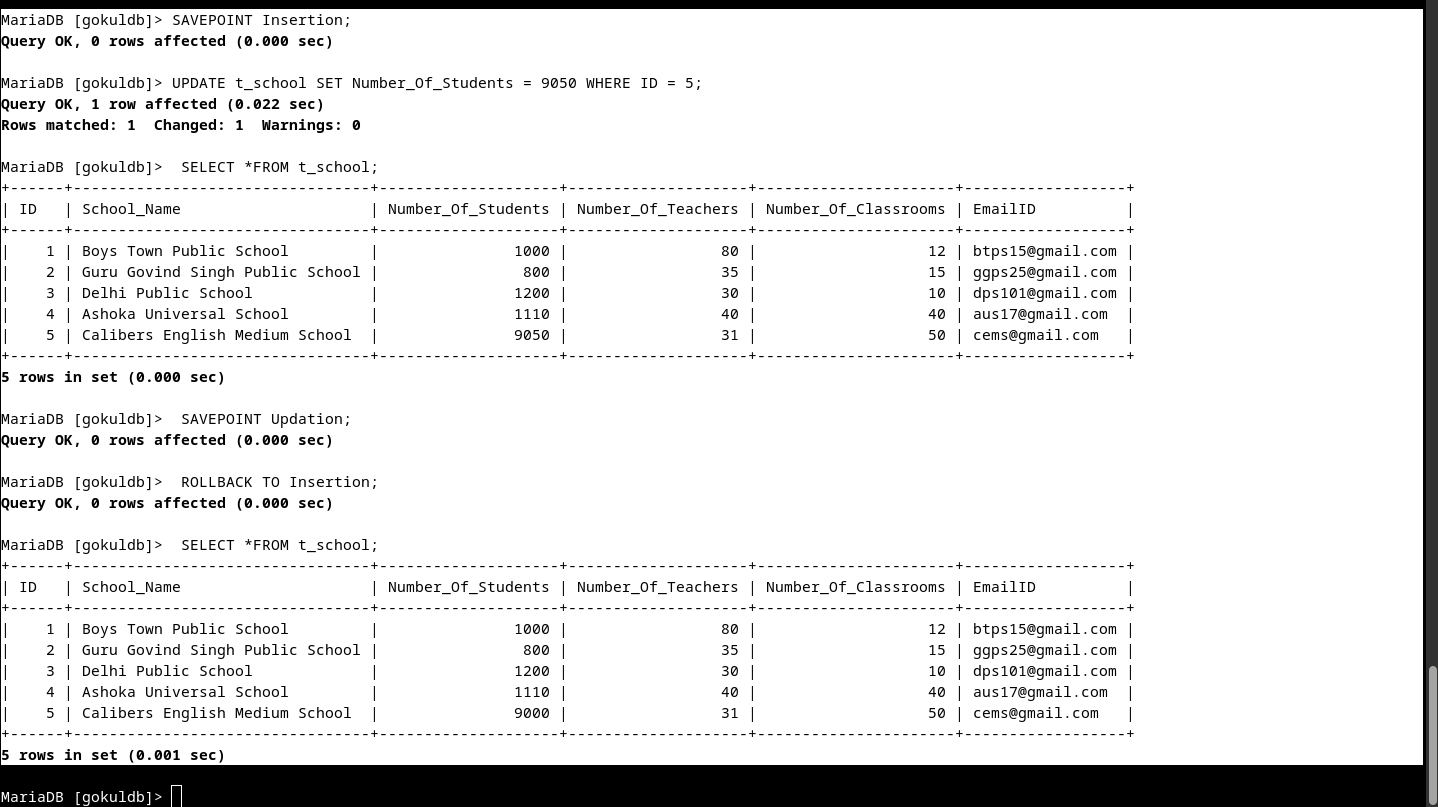 MariaDB [gokuldb]> SAVEPOINT Insertion;
Query OK, 0 rows affected (0.000 sec)

MariaDB [gokuldb]> UPDATE t_school SET Number_Of_Students = 9050 WHERE ID = 5;
Query OK, 1 row affected (0.022 sec)
Rows matched: 1  Changed: 1  Warnings: 0

MariaDB [gokuldb]>  SELECT *FROM t_school;
+------+---------------------------------+--------------------+--------------------+----------------------+------------------+
| ID   | School_Name                     | Number_Of_Students | Number_Of_Teachers | Number_Of_Classrooms | EmailID          |
+------+---------------------------------+--------------------+--------------------+----------------------+------------------+
|    1 | Boys Town Public School         |               1000 |                 80 |                   12 | btps15@gmail.com |
|    2 | Guru Govind Singh Public School |                800 |                 35 |                   15 | ggps25@gmail.com |
|    3 | Delhi Public School             |               1200 |                 30 |                   10 | dps101@gmail.com |
|    4 | Ashoka Universal School         |               1110 |                 40 |                   40 | aus17@gmail.com  |
|    5 | Calibers English Medium School  |               9050 |                 31 |                   50 | cems@gmail.com   |
+------+---------------------------------+--------------------+--------------------+----------------------+------------------+
5 rows in set (0.000 sec)

MariaDB [gokuldb]>  SAVEPOINT Updation;
Query OK, 0 rows affected (0.000 sec)

MariaDB [gokuldb]>  ROLLBACK TO Insertion;
Query OK, 0 rows affected (0.000 sec)

MariaDB [gokuldb]>  SELECT *FROM t_school;
+------+---------------------------------+--------------------+--------------------+----------------------+------------------+
| ID   | School_Name                     | Number_Of_Students | Number_Of_Teachers | Number_Of_Classrooms | EmailID          |
+------+---------------------------------+--------------------+--------------------+----------------------+------------------+
|    1 | Boys Town Public School         |               1000 |                 80 |                   12 | btps15@gmail.com |
|    2 | Guru Govind Singh Public School |                800 |                 35 |                   15 | ggps25@gmail.com |
|    3 | Delhi Public School             |               1200 |                 30 |                   10 | dps101@gmail.com |
|    4 | Ashoka Universal School         |               1110 |                 40 |                   40 | aus17@gmail.com  |
|    5 | Calibers English Medium School  |               9000 |                 31 |                   50 | cems@gmail.com   |
+------+---------------------------------+--------------------+--------------------+----------------------+------------------+
5 rows in set (0.001 sec)

MariaDB [gokuldb]>